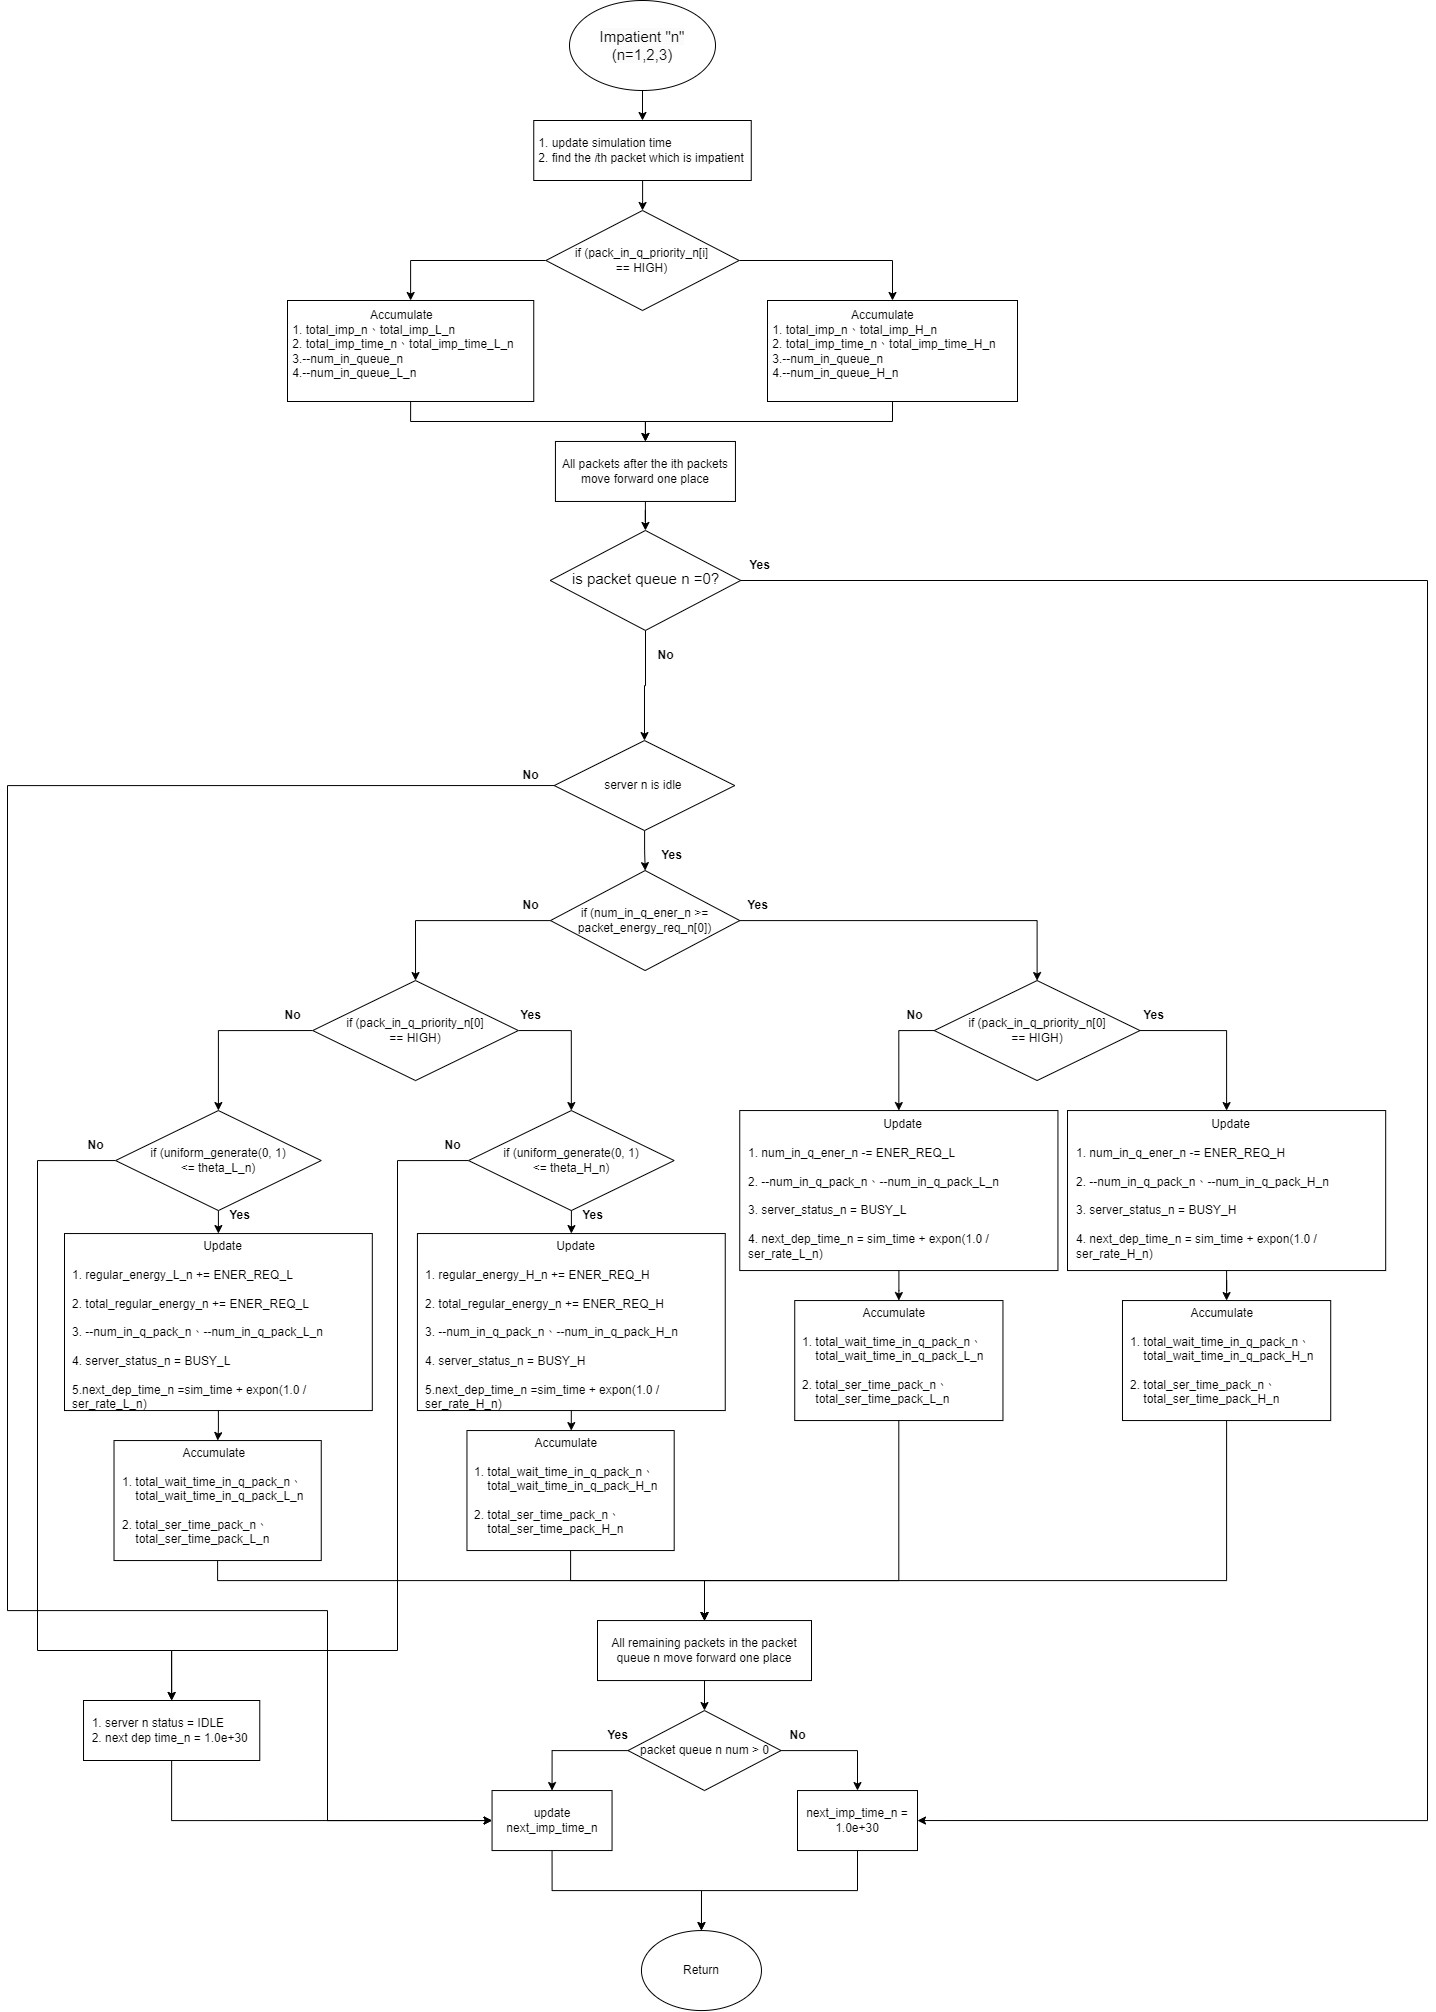 Impatient "n"
(n=1,2,3)
1. update simulation time
2. find the ith packet which is impatient
if (pack_in_q_priority_n[i]
== HIGH)
Accumulate
1. total_imp_n、total_imp_L_n
2. total_imp_time_n、total_imp_time_L_n
3.--num_in_queue_n
4.--num_in_queue_L_n
Accumulate
1. total_imp_n、total_imp_H_n
2. total_imp_time_n、total_imp_time_H_n
3.--num_in_queue_n
4.--num_in_queue_H_n
All packets after the ith packets
move forward one place
is packet queue n =0?
Yes
No
server n is idle
No
Yes
if (num_in_q_ener_n >=
packet_energy_req_n[0])
No
Yes
if (pack_in_q_priority_n[0]
== HIGH)
No
Yes
if (pack_in_q_priority_n[0]
== HIGH)
No
Yes
if (uniform_generate(0, 1)
<= theta_L_n)
No
Yes
if (uniform_generate(0, 1)
<= theta_H_n)
No
Yes
Update
1. num_in_q_ener_n -= ENER_REQ_L
2. --num_in_q_pack_n、--num_in_q_pack_L_n
3. server_status_n = BUSY_L
4. next_dep_time_n = sim_time + expon(1.0 /
ser_rate_L_n)
Update
1. num_in_q_ener_n -= ENER_REQ_H
2. --num_in_q_pack_n、--num_in_q_pack_H_n
3. server_status_n = BUSY_H
4. next_dep_time_n = sim_time + expon(1.0 /
ser_rate_H_n)
Update
1. regular_energy_L_n += ENER_REQ_L
2. total_regular_energy_n += ENER_REQ_L
3. --num_in_q_pack_n、--num_in_q_pack_L_n
4. server_status_n = BUSY_L
5.next_dep_time_n =sim_time + expon(1.0 /
ser_rate_L_n)
Update
1. regular_energy_H_n += ENER_REQ_H
2. total_regular_energy_n += ENER_REQ_H
3. --num_in_q_pack_n、--num_in_q_pack_H_n
4. server_status_n = BUSY_H
5.next_dep_time_n =sim_time + expon(1.0 /
ser_rate_H_n)
Accumulate
1. total_wait_time_in_q_pack_n、
total_wait_time_in_q_pack_L_n
2. total_ser_time_pack_n、
total_ser_time_pack_L_n
Accumulate
1. total_wait_time_in_q_pack_n、
total_wait_time_in_q_pack_H_n
2. total_ser_time_pack_n、
total_ser_time_pack_H_n
Accumulate
1. total_wait_time_in_q_pack_n、
total_wait_time_in_q_pack_L_n
2. total_ser_time_pack_n、
total_ser_time_pack_L_n
Accumulate
1. total_wait_time_in_q_pack_n、
total_wait_time_in_q_pack_H_n
2. total_ser_time_pack_n、
total_ser_time_pack_H_n
All remaining packets in the packet
queue n move forward one place
1. server n status = IDLE
2. next dep time_n = 1.0e+30
packet queue n num > 0
Yes
No
update
next_imp_time_n
next_imp_time_n =
1.0e+30
Return